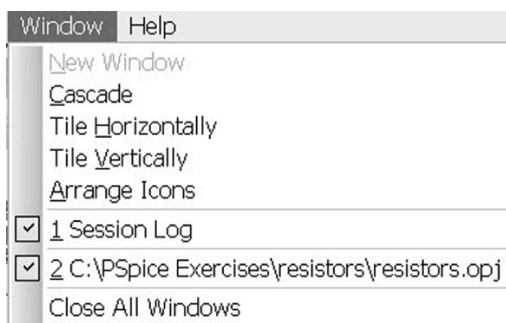 Window Help
New Window
Cascade
Tile Horizontally
Tile Vertically
Arrange Icons
1 Session Log
2 C:\PSpice Exercises\resistors\resistors.opj
Close All Windows